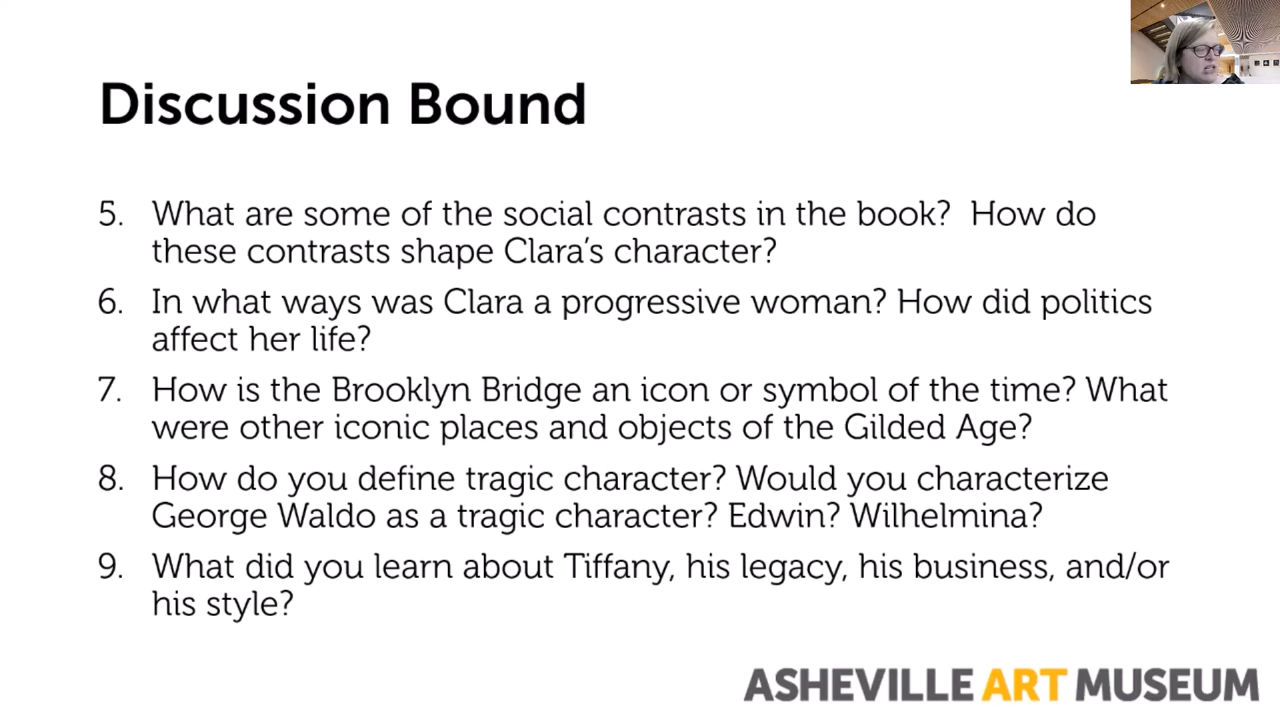 Discussion Bound
5. What are some of the social contrasts in the book? How do
these contrasts shape Clara’s character?
6. In what ways was Clara a progressive woman? How did politics
affect her life?
7. How is the Brooklyn Bridge an icon or symbol of the time? What
were other iconic places and objects of the Gilded Age?
8. How do you define tragic character? Would you characterize
George Waldo as a tragic character? Edwin? Wilhelmina?
9. What did you learn about Tiffany, his legacy, his business, and/or
his style?
ASHEVILLE ART MUSEUM